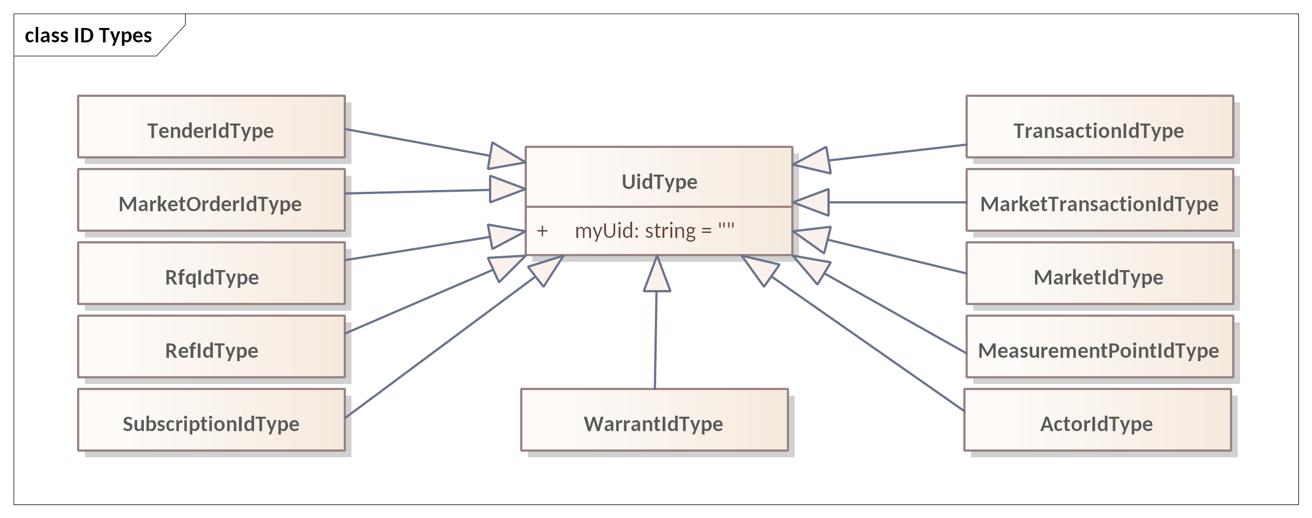 class ID Types
TenderIdType
MarketOrderIdType
RfqIdType
RefIdType
SubscriptionIdType
UidType
+ myUid: string = ""
WarrantIdType
TransactionIdType
MarketTransactionIdType
MarketIdType
MeasurementPointIdType
ActorIdType